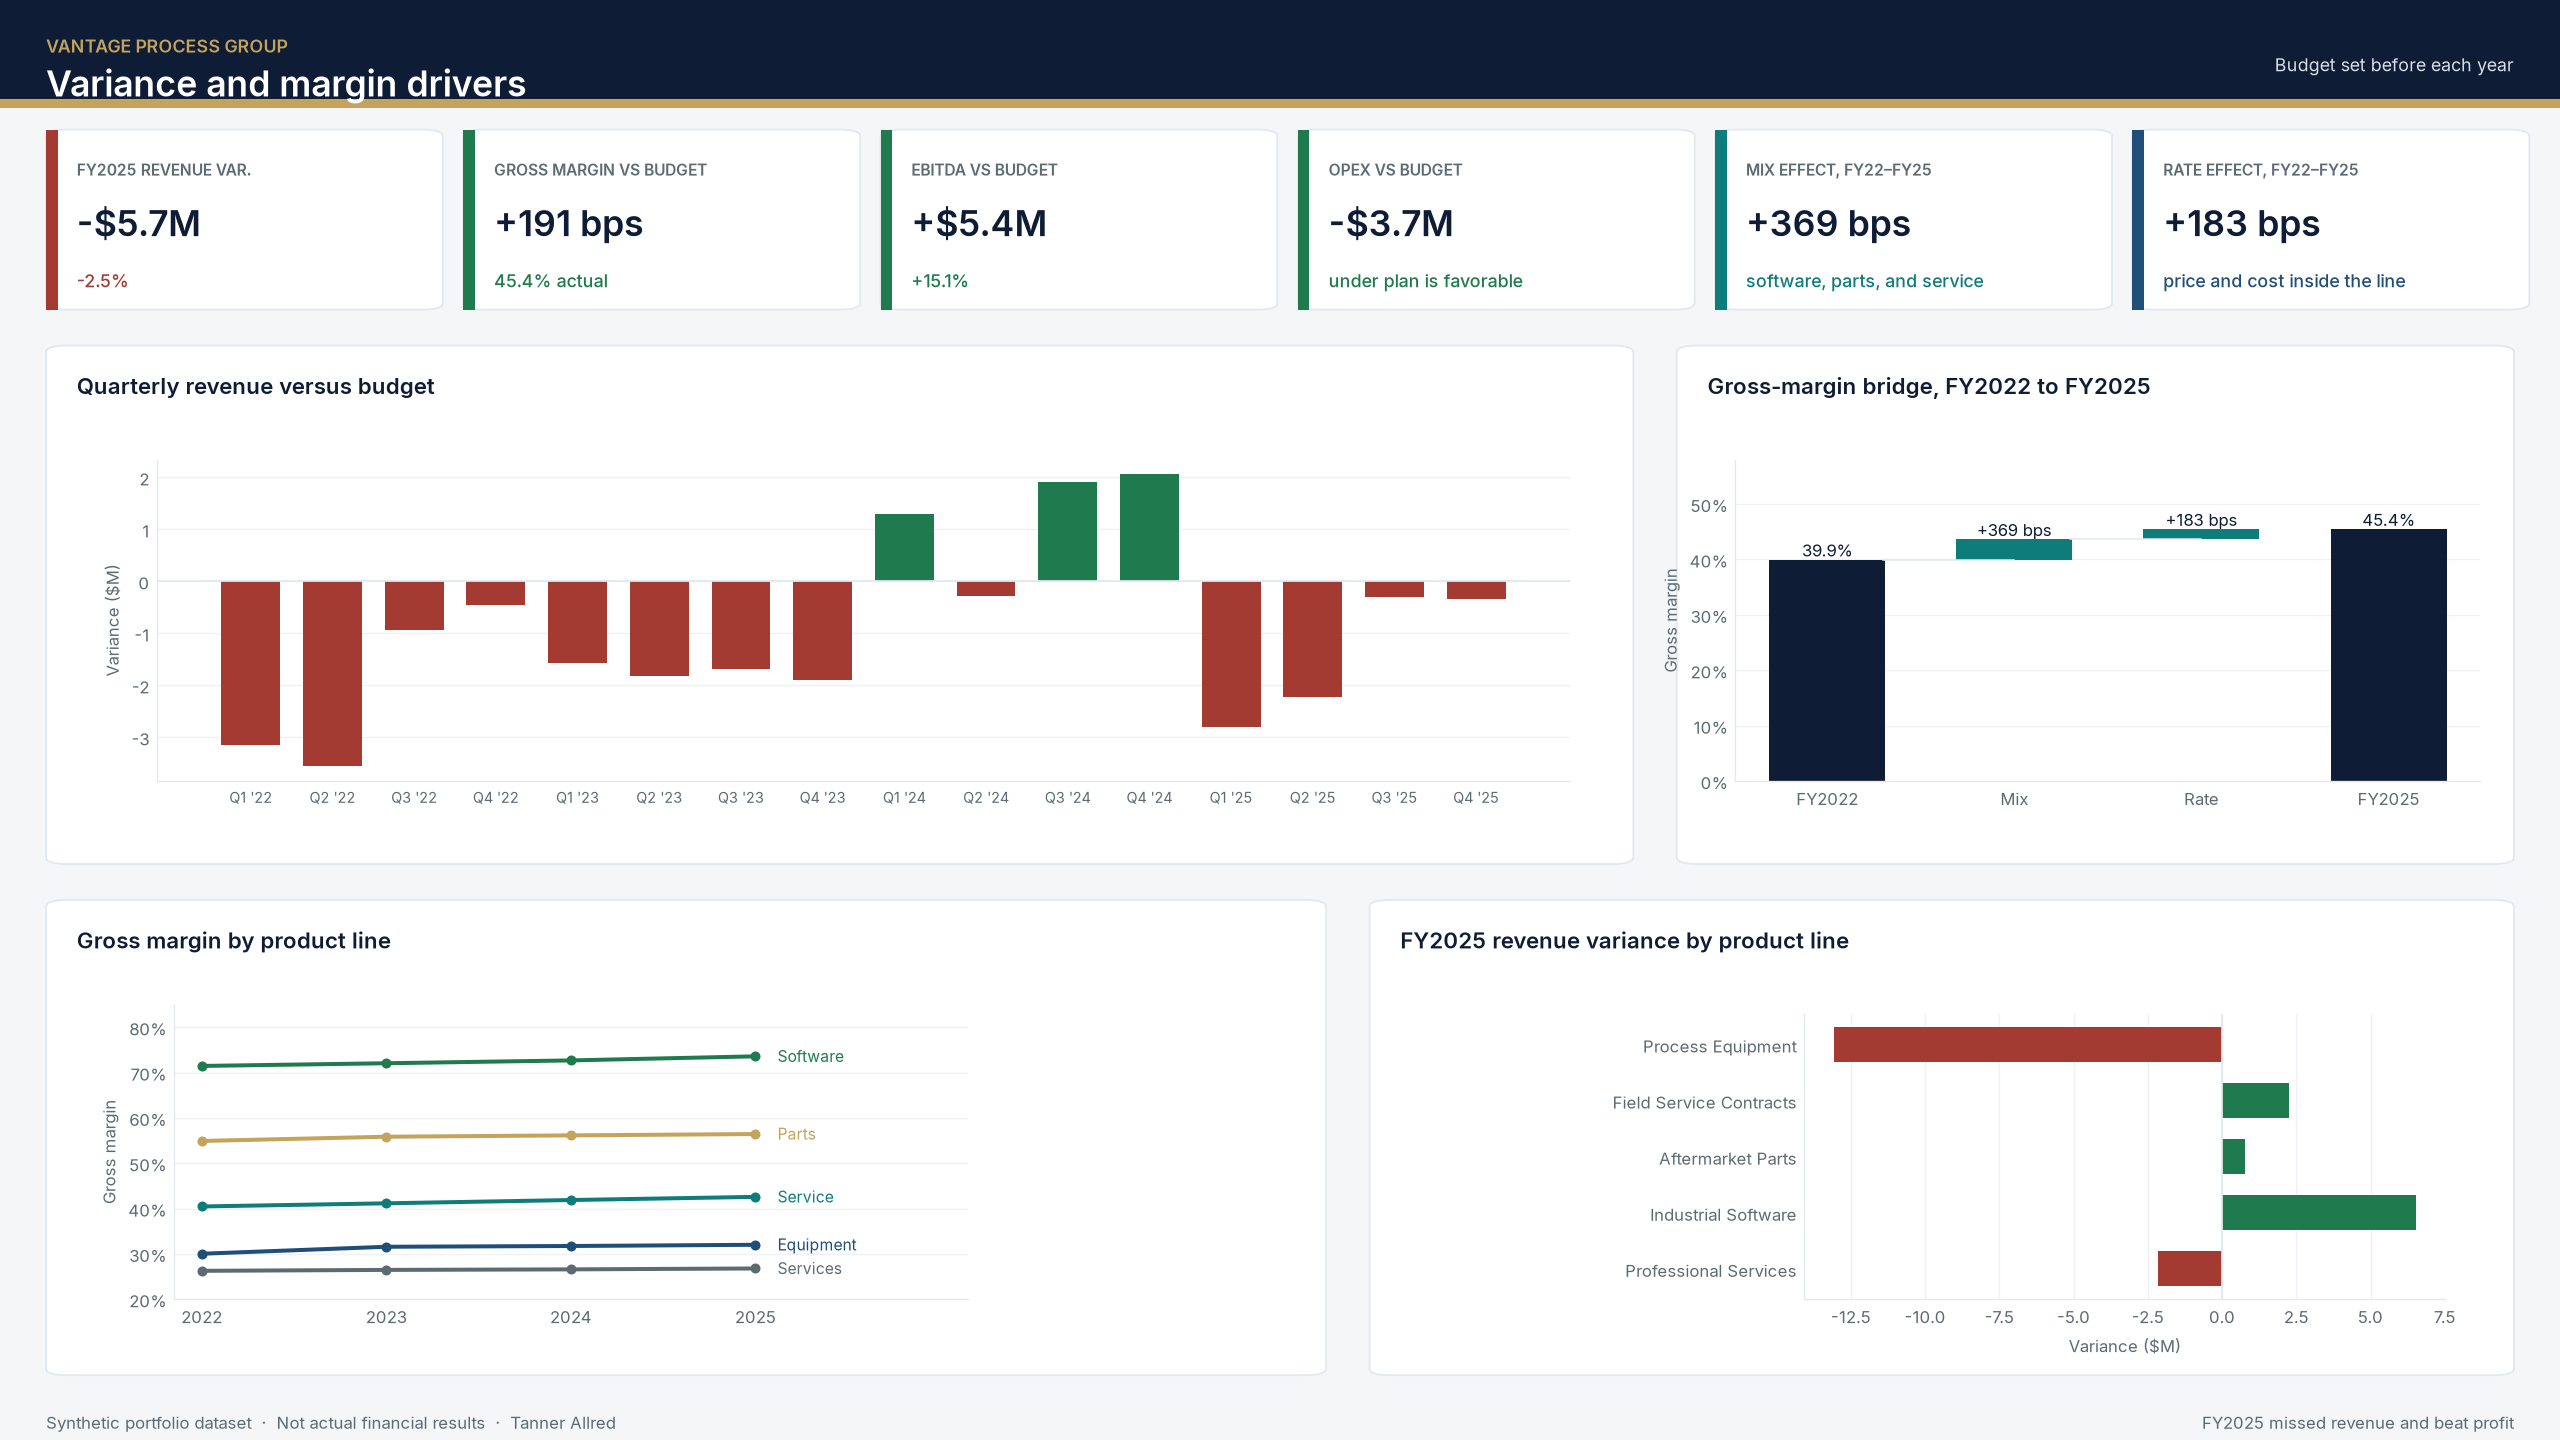 VANTAGE PROCESS GROUP
Variance and margin drivers
Budget set before each year
FY2025 REVENUE VAR.
-$5.7M
-2.5%
GROSS MARGIN VS BUDGET
+191 bps
45.4% actual
EBITDA VS BUDGET
+$5.4M
+15.1%
OPEX VS BUDGET
-$3.7M
under plan is favorable
MIX EFFECT, FY22–FY25
+369 bps
software, parts, and service
RATE EFFECT, FY22–FY25
+183 bps
price and cost inside the line
Quarterly revenue versus budget
Variance ($M)
2
1
0
-1
-2
-3
Q1 '22
Q2 '22
Q3 '22
Q4 '22
Q1 '23
Q2 '23
Q3 '23
Q4 '23
Q1 '24
Q2 '24
Q3 '24
Q4 '24
Q1 '25
Q2 '25
Q3 '25
Q4 '25
Gross-margin bridge, FY2022 to FY2025
Gross margin
50%
40%
30%
20%
10%
0%
39.9%
+369 bps
+183 bps
45.4%
FY2022
Mix
Rate
FY2025
Gross margin by product line
Gross margin
80%
70%
60%
50%
40%
30%
20%
Software
Parts
Service
Equipment
Services
2022
2023
2024
2025
FY2025 revenue variance by product line
Process Equipment
Field Service Contracts
Aftermarket Parts
Industrial Software
Professional Services
-12.5
-10.0
-7.5
-5.0
-2.5
0.0
2.5
5.0
7.5
Variance ($M)
Synthetic portfolio dataset · Not actual financial results · Tanner Allred
FY2025 missed revenue and beat profit